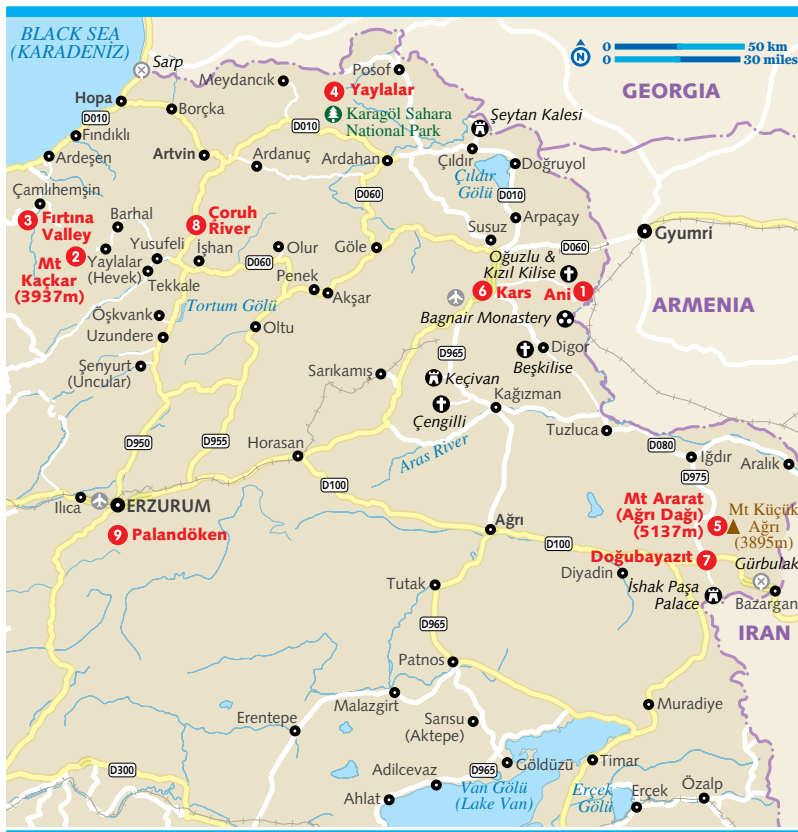 BLACK SEA
(KARADENİZ)
Sarp
0
50 km
0
30 miles
N
GEORGIA
Posof
Meydancık
4 Yaylalar
Karagöl Sahara
National Park
Hopa
Borçka
D010
Fındıklı
D010
Şeytan Kalesi
Ardeşen
Artvin
Ardanuç
Ardahan
Çıldır
Doğruyol
Çıldır
Gölü
D010
Çamlıhemşin
D060
3 Fırtına
Valley
Barhal
8 Çoruh
River
Arpaçay
Susuz
Gyumri
Mt
Kaçkar
(3937m)
2
Yaylalar
(Hevek)
Yusufeli
İşhan
Olur
Göle
D060
D060
Oğuzlu &
Kızıl Kilise
Tekkale
Penek
Akşar
6 Kars
Ani 1
ARMENIA
Tortum Gölü
Öşkvank
Bagnair Monastery
Uzundere
Oltu
D965
Digor
Beşkilise
Şenyurt
(Uncular)
Sarıkamış
Keçivan
Kağızman
Çengilli
Tuzluca
D950
D955
Horasan
Aras River
D080
Iğdır
Aralık
D975
D100
Ilıca
ERZURUM
Mt Ararat
(Ağrı Dağı)
(5137m)
5
Mt Küçük
Ağrı
(3895m)
Ağrı
9 Palandöken
D100
Doğubayazıt 7
Gürbulak
Diyadin
Tutak
İshak Paşa
Palace
Bazargan
D965
IRAN
Patnos
Malazgirt
Muradiye
Erentepe
Sarısu
(Aktepe)
D300
Adilcevaz
D965
Göldüzü
Timar
Ahlat
Van Gölü
(Lake Van)
Erçek
Gölü
Erçek
Özalp